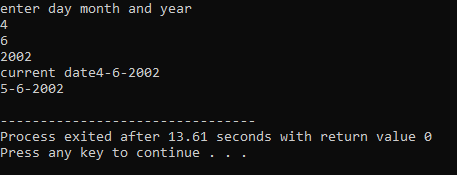 enter day month and year
4
6
2002
current date4-6-2002
5-6-2002
--------------------------------
Process exited after 13.61 seconds with return value 0
Press any key to continue . . .